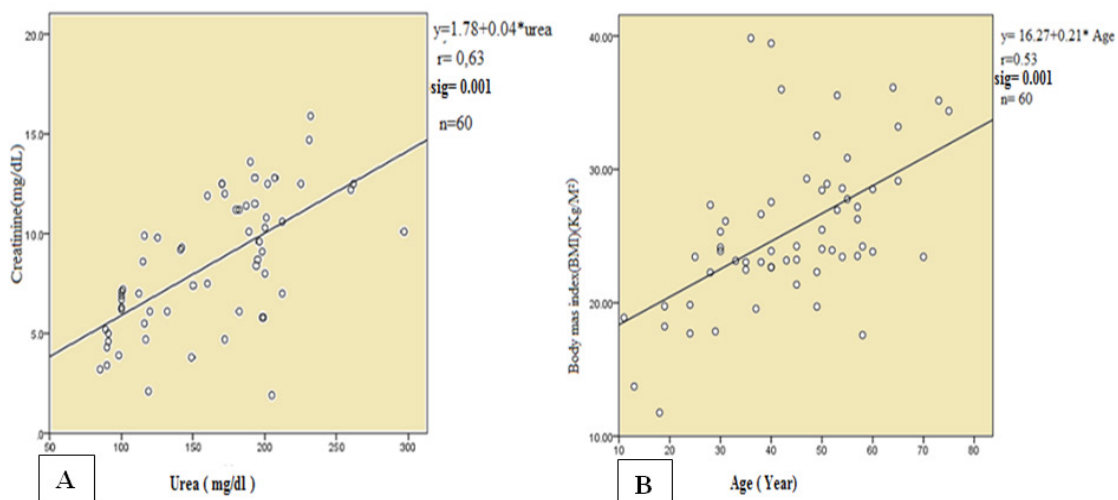 20.0
15.0
10.0
5.0
.0
Creatinine(mg/dL)
50 100 150 200 250 300
Urea ( mg/dl )
A
y=1.78+0.04*urea
r= 0,63
sig= 0.001
n=60
40.00
30.00
20.00
10.00
Body mas index(BMI)(Kg/M²)
10 20 30 40 50 60 70 80
Age ( Year)
B
y= 16.27+0.21* Age
r=0.53
sig= 0.001
n= 60